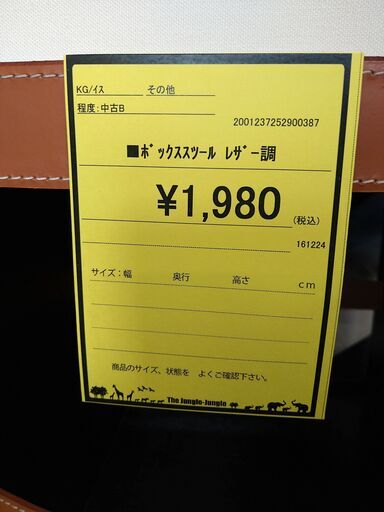 KG/ｲｽ その他
程度:中古B
2001237252900387
■ﾎﾞｯｸｽスツール ﾚｻﾞｰ調
¥1,980 (税込)
161224
サイズ:幅 奥行 高さ cm
商品のサイズ、状態を よくご確認下さい。
The Jungle-Jungle